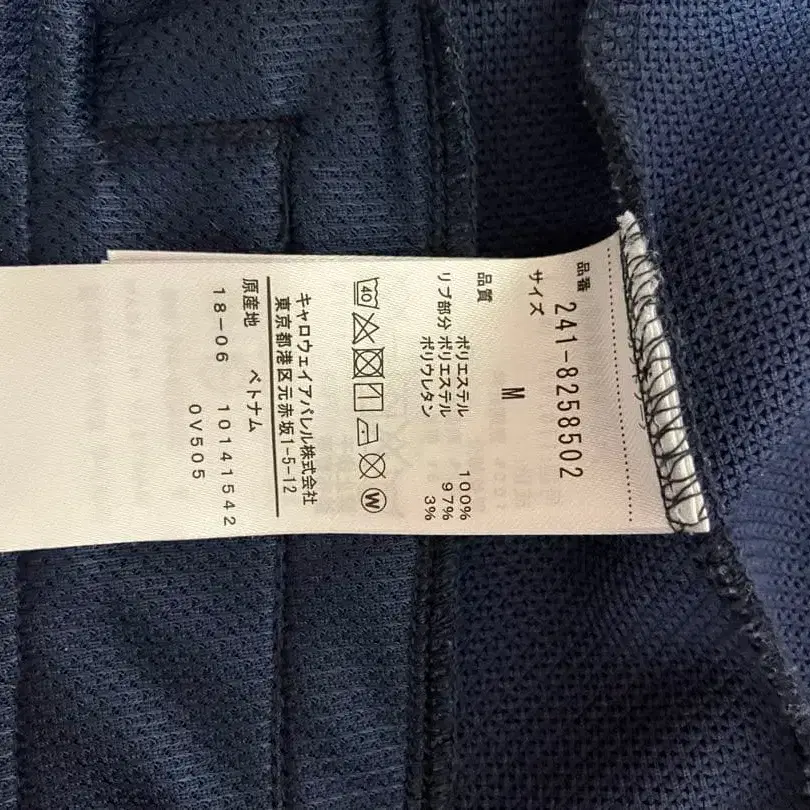 品番
241-8258502
サイズ
M
品質
ポリエステル 100%
リブ部分 ポリエステル 97%
ポリウレタン 3%
40
W
キャロウェイアパレル株式会社
東京都港区元赤坂1-5-12
原産地 ベトナム
18-06 10141542
0V505